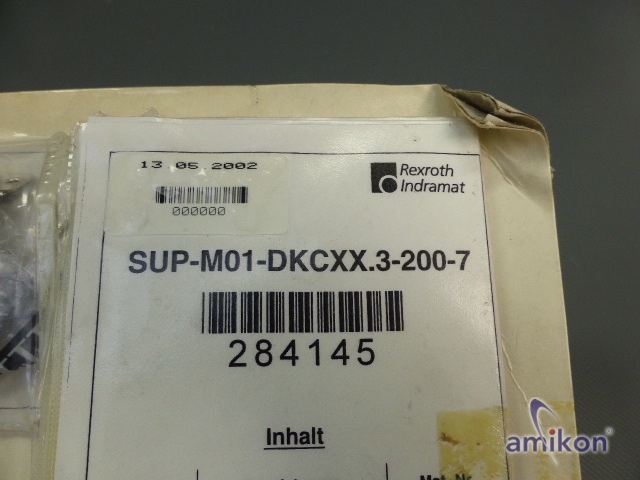 13 05 2002
000000
Rexroth
Indramat
SUP-M01-DKCXX.3-200-7
284145
Inhalt
amikon